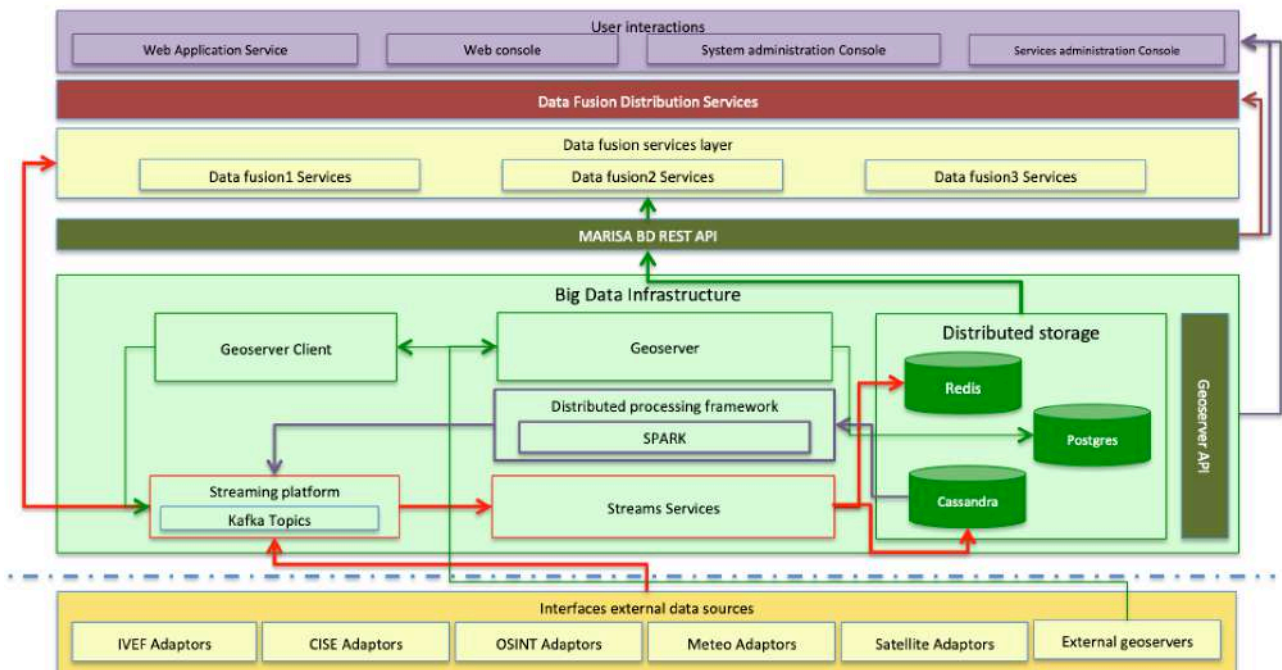 User interactions
Web Application Service
Web console
System administration Console
Services administration Console
Data Fusion Distribution Services
Data fusion services layer
Data fusion1 Services
Data fusion2 Services
Data fusion3 Services
MARISA BD REST API
Big Data Infrastructure
Geoserver Client
Geoserver
Distributed storage
Redis
Distributed processing framework
SPARK
Postgres
Geoserver API
Streaming platform
Kafka Topics
Streams Services
Cassandra
Interfaces external data sources
IVEF Adaptors
CISE Adaptors
OSINT Adaptors
Meteo Adaptors
Satellite Adaptors
External geoservers